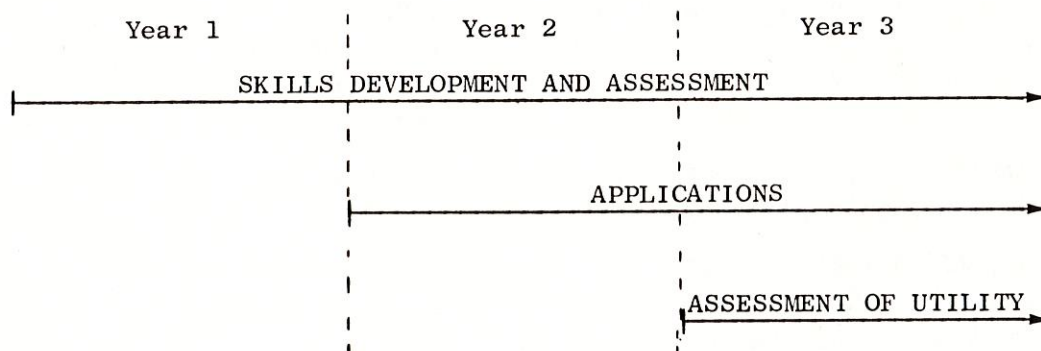 Year 1 Year 2 Year 3
SKILLS DEVELOPMENT AND ASSESSMENT
APPLICATIONS
ASSESSMENT OF UTILITY